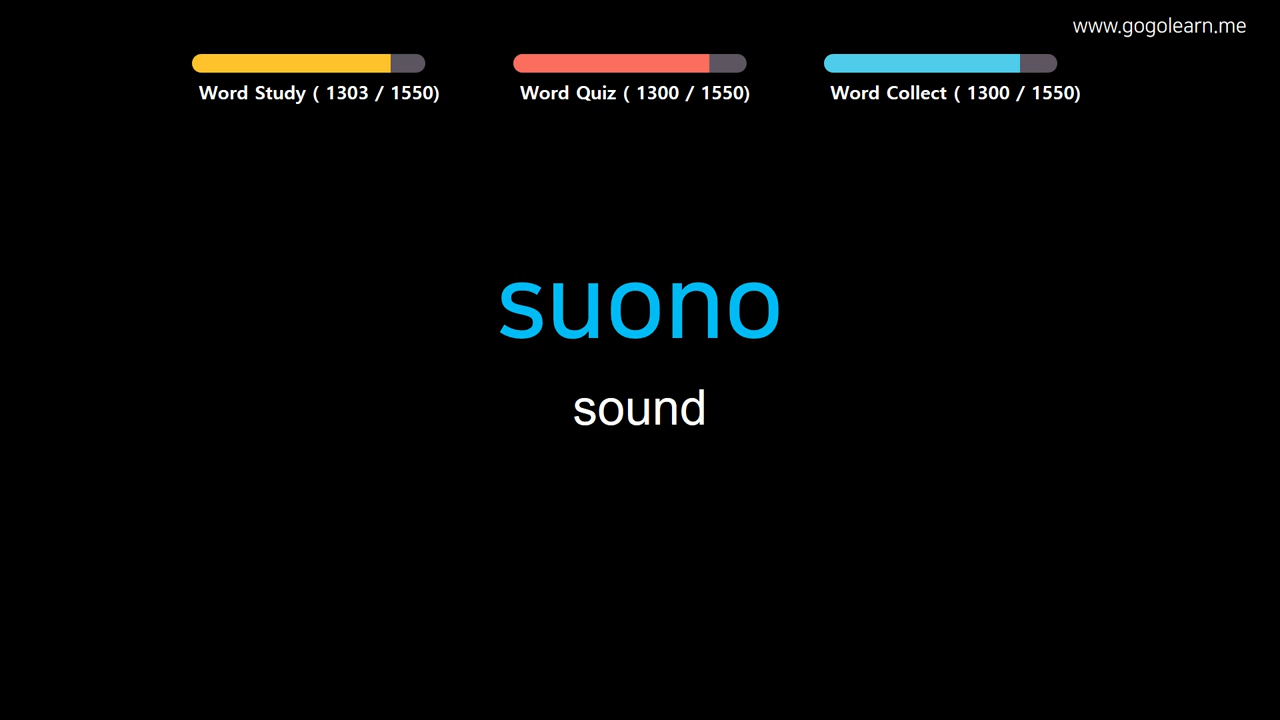 www.gogolearn.me
Word Study ( 1303 / 1550)
Word Quiz ( 1300 / 1550)
Word Collect ( 1300 / 1550)
suono
sound